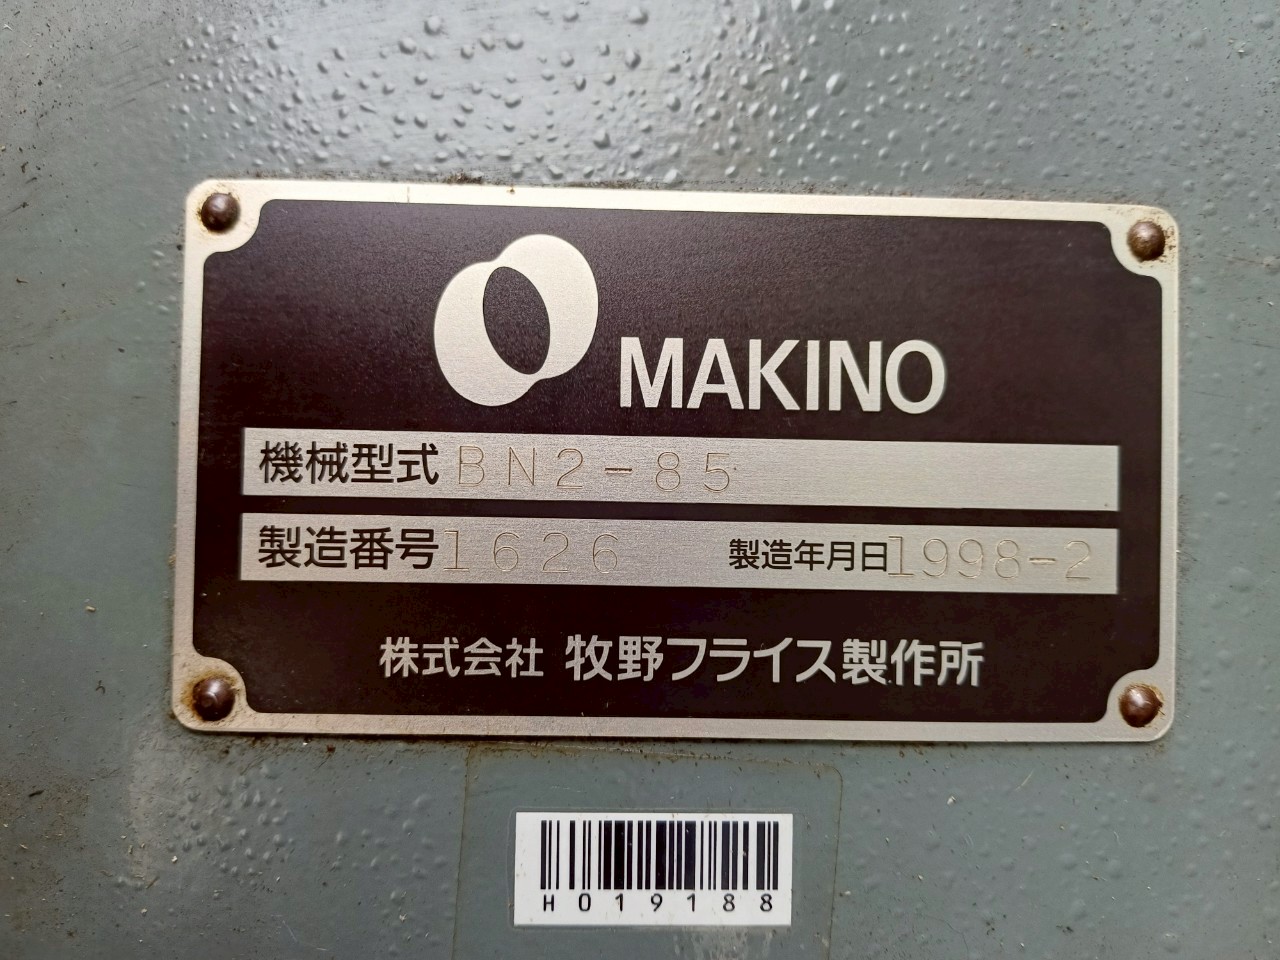 MAKINO
機械型式 BN2-85
製造番号 1626 製造年月日 1998-2
株式会社 牧野フライス製作所
H019188